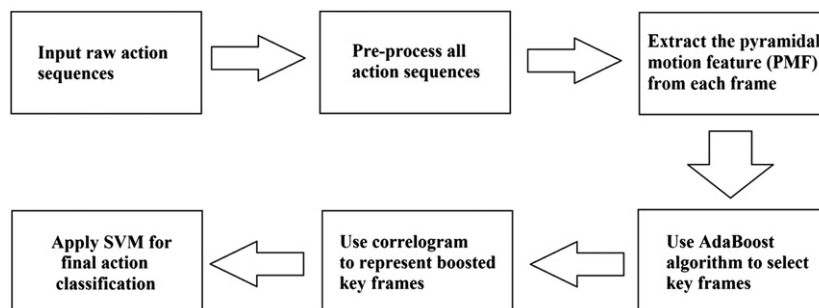 Input raw action
sequences
Pre-process all
action sequences
Extract the pyramidal
motion feature (PMF)
from each frame
Use AdaBoost
algorithm to select
key frames
Use correlogram
to represent boosted
key frames
Apply SVM for
final action
classification